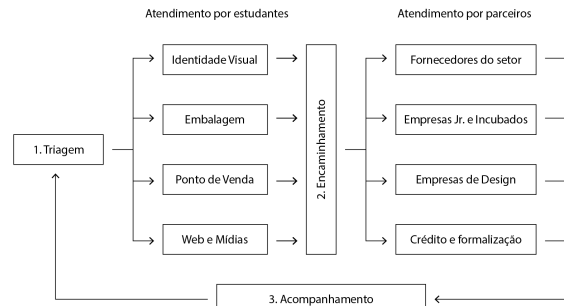 Atendimento por estudantes
Atendimento por parceiros
Identidade Visual
Fornecedores do setor
Embalagem
Empresas Jr. e Incubados
1. Triagem
2. Encaminhamento
Ponto de Venda
Empresas de Design
Web e Mídias
Crédito e formalização
3. Acompanhamento